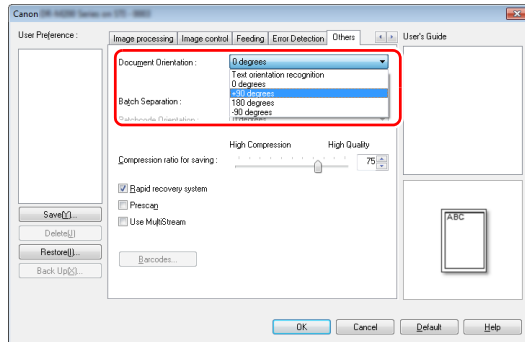 Canon
User Preference :
Image processing
Image control
Feeding
Error Detection
Others
User's Guide
Document Orientation :
0 degrees
Text orientation recognition
0 degrees
+90 degrees
180 degrees
-90 degrees
Batch Separation :
Batchcode Orientation
High Compression
High Quality
Compression ratio for saving :
75
Rapid recovery system
Prescan
Use MultiStream
Barcodes...
Save[Y]...
Delete[J]
Restore[I]...
Back Up[X]...
ABC
OK
Cancel
Default
Help